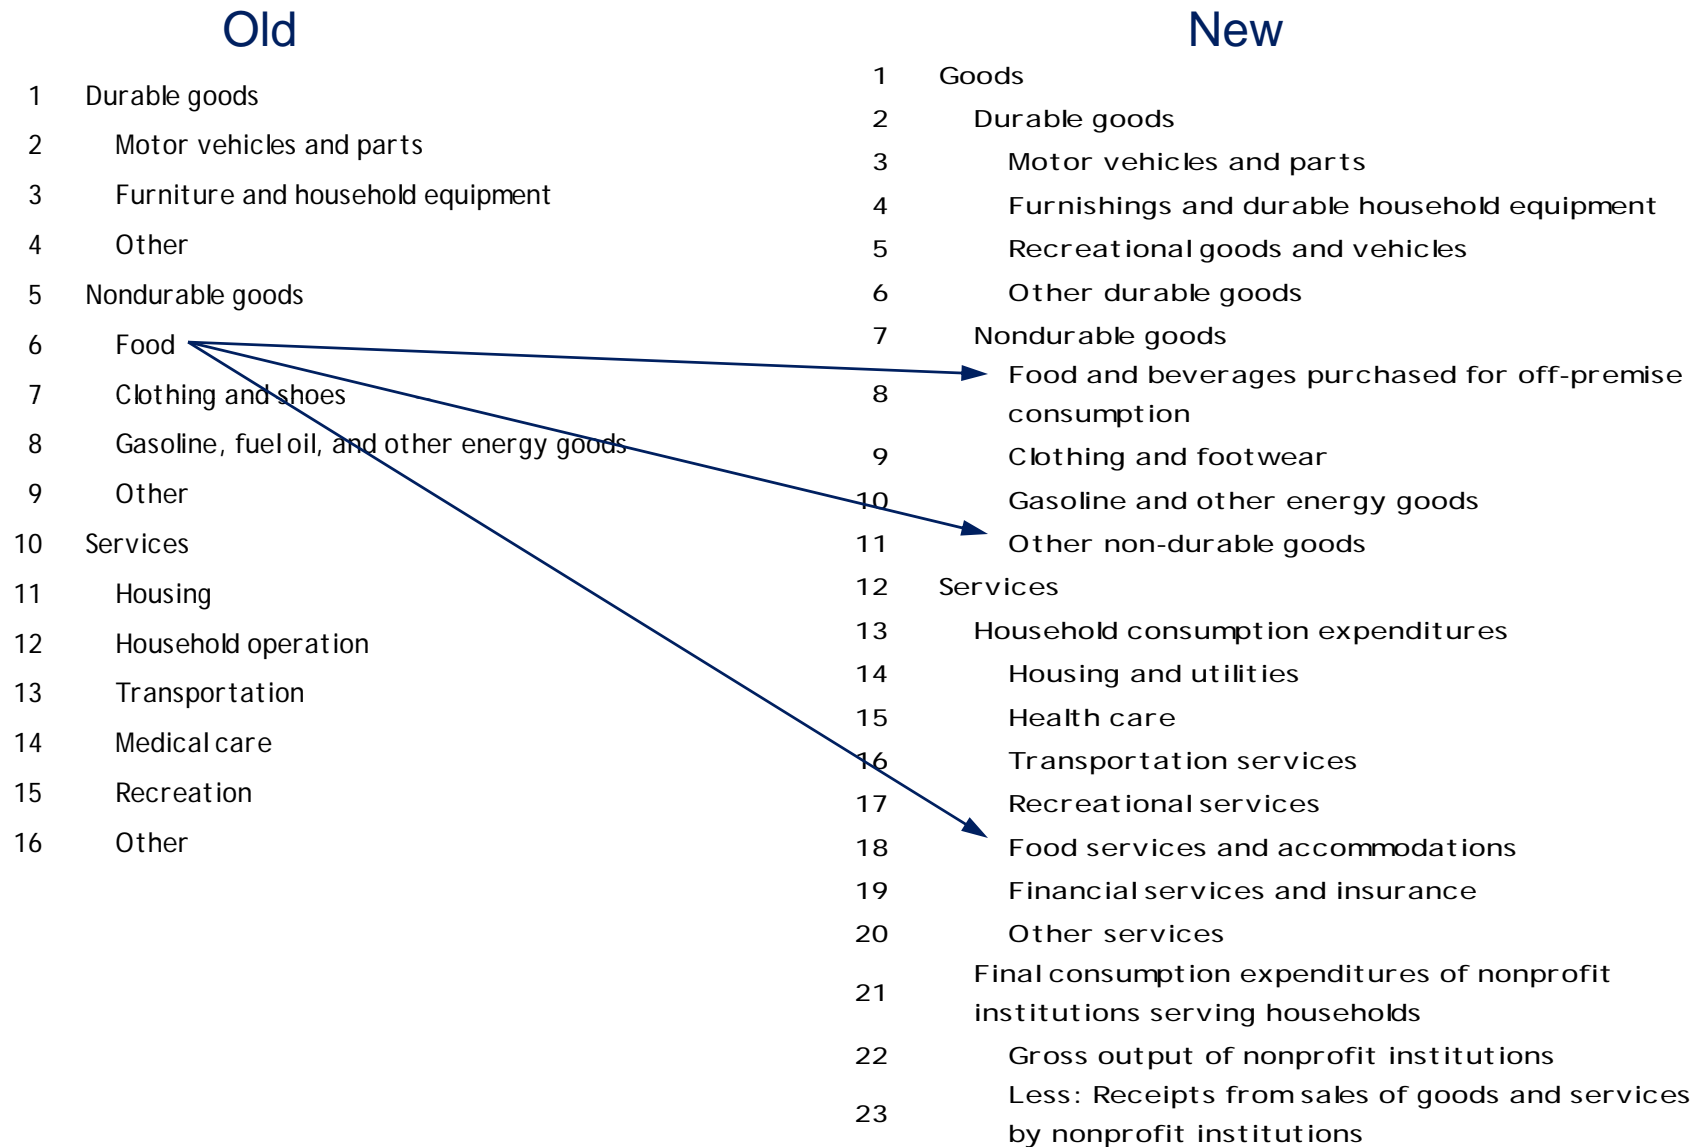 Old
1 Durable goods
2 Motor vehicles and parts
3 Furniture and household equipment
4 Other
5 Nondurable goods
6 Food
7 Clothing and shoes
8 Gasoline, fuel oil, and other energy goods
9 Other
10 Services
11 Housing
12 Household operation
13 Transportation
14 Medical care
15 Recreation
16 Other
New
1 Goods
2 Durable goods
3 Motor vehicles and parts
4 Furnishings and durable household equipment
5 Recreational goods and vehicles
6 Other durable goods
7 Nondurable goods
8 Food and beverages purchased for off-premise
consumption
9 Clothing and footwear
10 Gasoline and other energy goods
11 Other non-durable goods
12 Services
13 Household consumption expenditures
14 Housing and utilities
15 Health care
16 Transportation services
17 Recreational services
18 Food services and accommodations
19 Financial services and insurance
20 Other services
21 Final consumption expenditures of nonprofit
institutions serving households
22 Gross output of nonprofit institutions
23 Less: Receipts from sales of goods and services
by nonprofit institutions